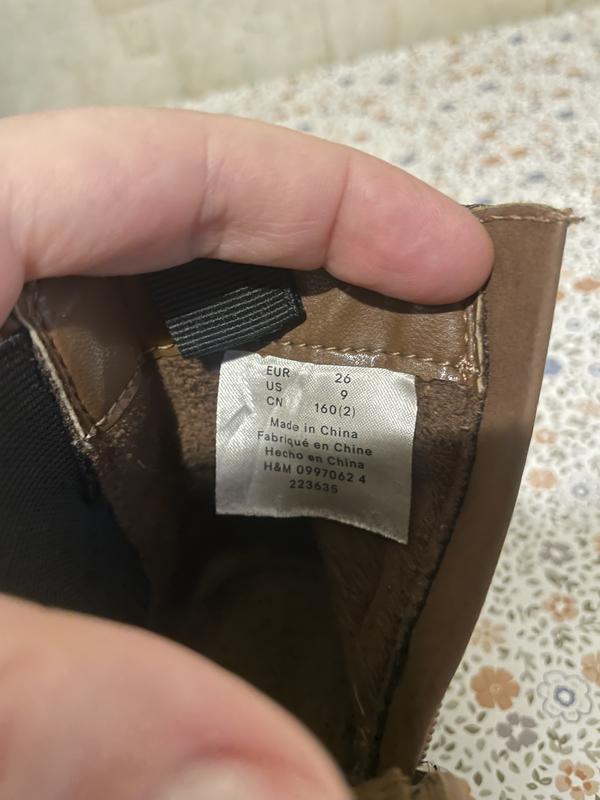 EUR 26
US 9
CN 160(2)
Made in China
Fabriqué en Chine
Hecho en China
H&M 0997062 4
223635